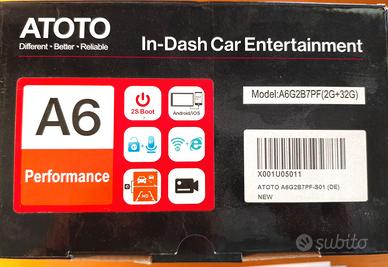 ATOTO
Different • Better • Reliable
In-Dash Car Entertainment
A6
Performance
2S Boot
Android/iOS
HD
Model:A6G2B7PF(2G+32G)
X001U05011
ATOTO A6G2B7PF-S01 (DE)
NEW
subito